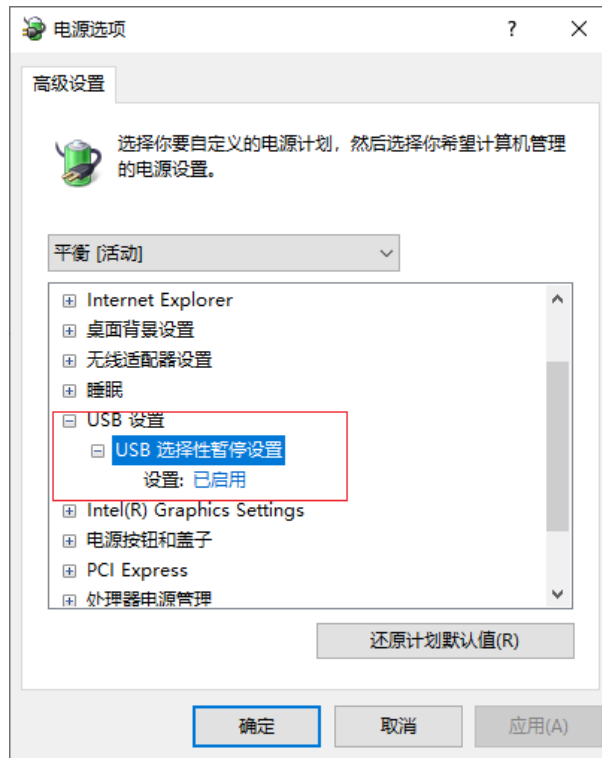 电源选项
?
高级设置
选择你要自定义的电源计划，然后选择你希望计算机管理
的电源设置。
平衡 [活动]
Internet Explorer
桌面背景设置
无线适配器设置
睡眠
USB 设置
USB 选择性暂停设置
设置: 已启用
Intel(R) Graphics Settings
电源按钮和盖子
PCI Express
处理器电源管理
还原计划默认值(R)
确定
取消
应用(A)